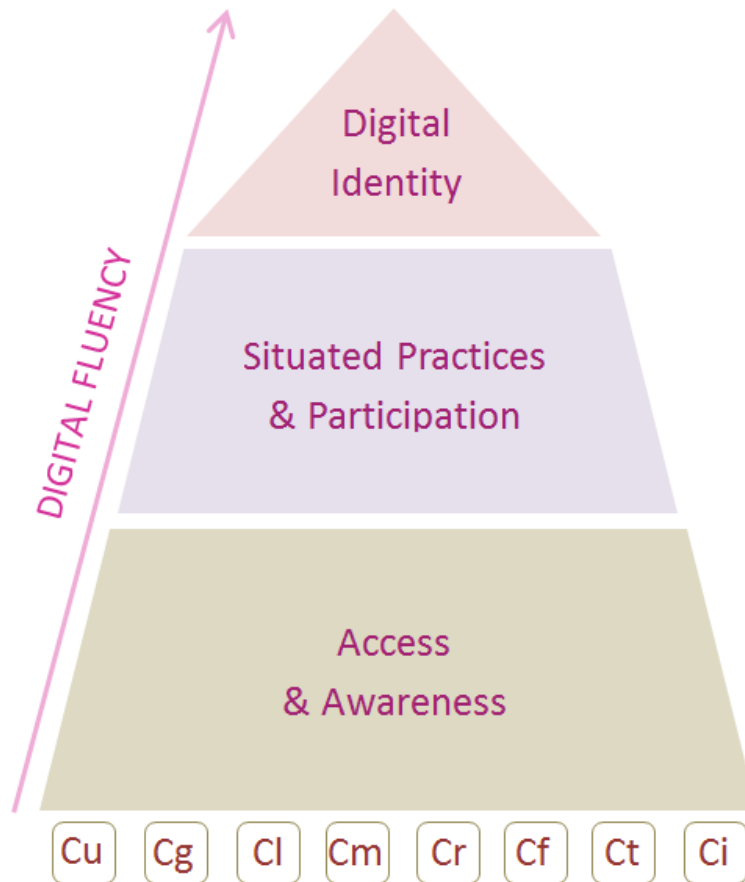 Digital
Identity
DIGITAL FLUENCY
Situated Practices
& Participation
Access
& Awareness
Cu Cg Cl Cm Cr Cf Ct Ci